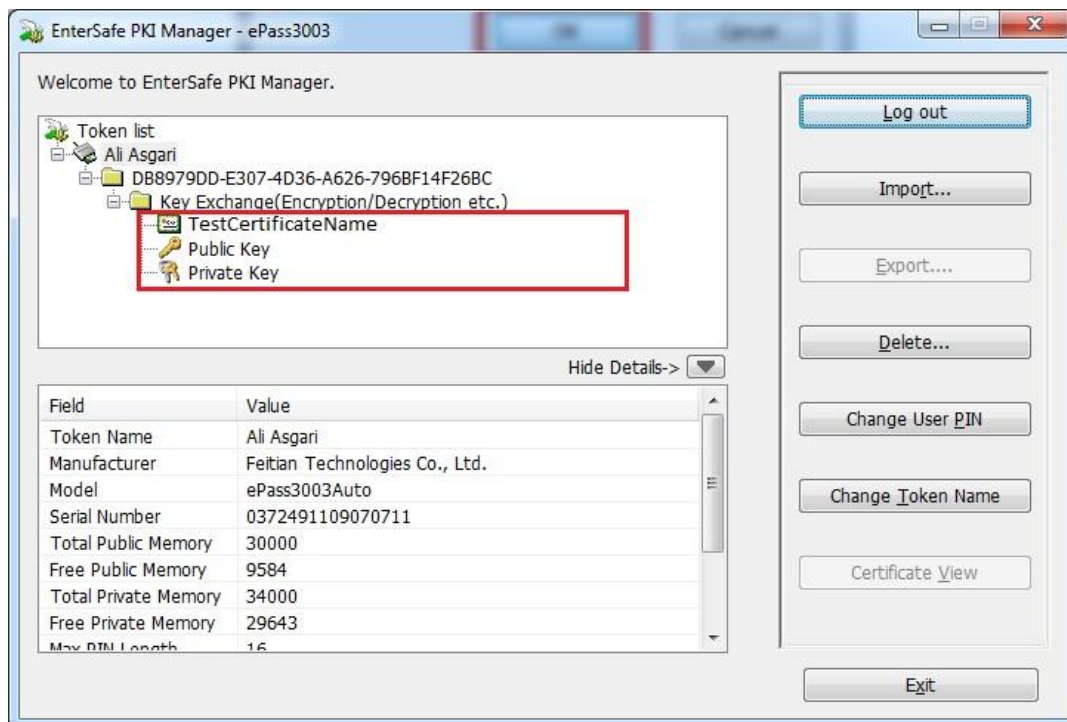 EnterSafe PKI Manager - ePass3003
Welcome to EnterSafe PKI Manager.
Token list
Ali Asgari
DB8979DD-E307-4D36-A626-796BF14F26BC
Key Exchange(Encryption/Decryption etc.)
TestCertificateName
Public Key
Private Key
Hide Details->
Field Value
Token Name Ali Asgari
Manufacturer Feitian Technologies Co., Ltd.
Model ePass3003Auto
Serial Number 0372491109070711
Total Public Memory 30000
Free Public Memory 9584
Total Private Memory 34000
Free Private Memory 29643
Max PIN Length 16
Log out
Import...
Export....
Delete...
Change User PIN
Change Token Name
Certificate View
Exit